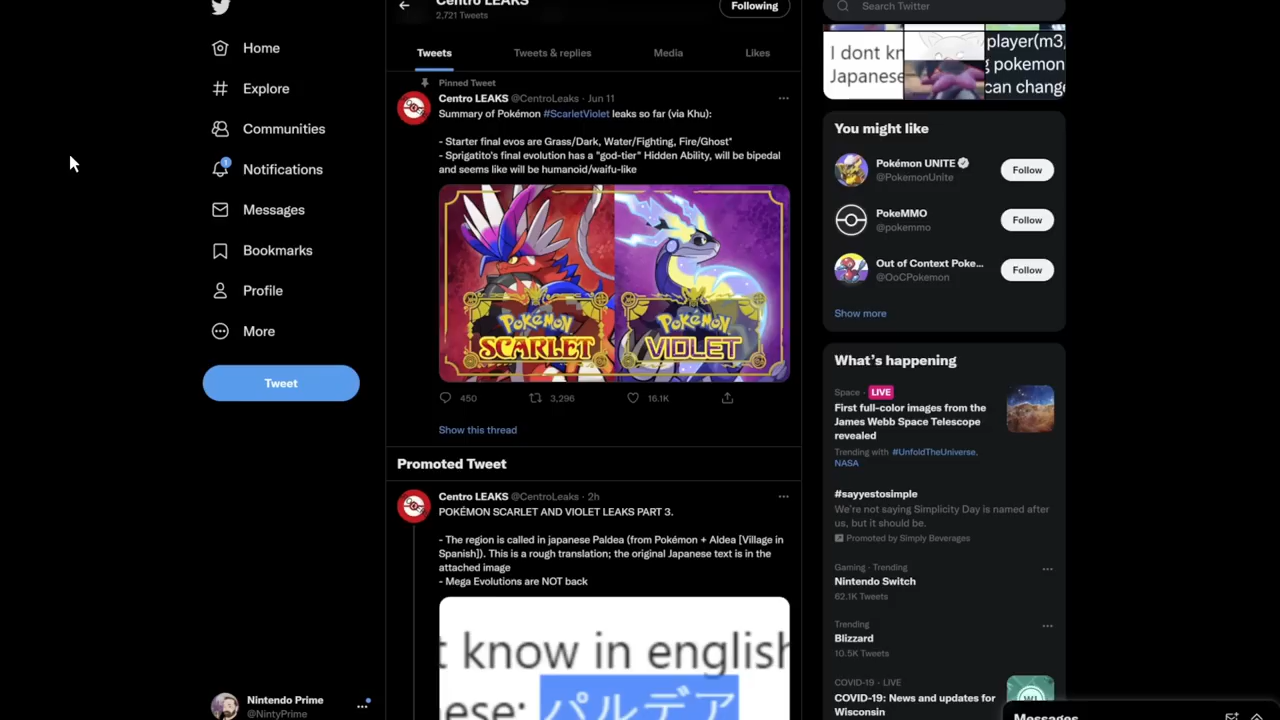 Home
Explore
Communities
1
Notifications
Messages
Bookmarks
Profile
More
Tweet
Nintendo Prime
@NintyPrime
Centro LEAKS
2,721 Tweets
Following
Tweets
Tweets & replies
Media
Likes
Pinned Tweet
Centro LEAKS @CentroLeaks · Jun 11
Summary of Pokémon #ScarletViolet leaks so far (via Khu):
- Starter final evos are Grass/Dark, Water/Fighting, Fire/Ghost*
- Sprigatito's final evolution has a "god-tier" Hidden Ability, will be bipedal
and seems like will be humanoid/waifu-like
POKÉMON
SCARLET
POKÉMON
VIOLET
450
3,296
16.1K
Show this thread
Promoted Tweet
Centro LEAKS @CentroLeaks · 2h
POKÉMON SCARLET AND VIOLET LEAKS PART 3.
- The region is called in japanese Paldea (from Pokémon + Aldea [Village in
Spanish]). This is a rough translation; the original Japanese text is in the
attached image
- Mega Evolutions are NOT back
t know in english
ese: パルデア
Search Twitter
I dont kn
Japanese
player(m3,
g pokemon
can change
You might like
Pokémon UNITE
@PokemonUnite
Follow
PokeMMO
@pokemmo
Follow
Out of Context Poke...
@OoCPokemon
Follow
Show more
What's happening
Space · LIVE
First full-color images from the
James Webb Space Telescope
revealed
Trending with #UnfoldTheUniverse,
NASA
#sayyestosimple
We're not saying Simplicity Day is named after
us, but it should be.
Promoted by Simply Beverages
Gaming · Trending
Nintendo Switch
62.1K Tweets
Trending
Blizzard
10.5K Tweets
COVID-19 · LIVE
COVID-19: News and updates for
Wisconsin
Messages